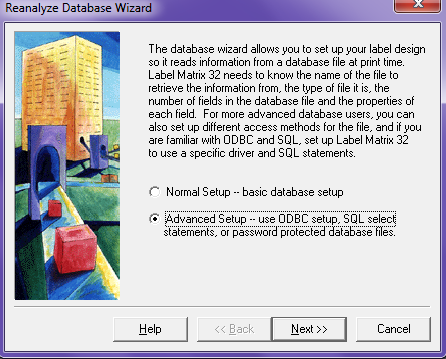 Reanalyze Database Wizard
The database wizard allows you to set up your label design
so it reads information from a database file at print time.
Label Matrix 32 needs to know the name of the file to
retrieve the information from, the type of file it is, the
number of fields in the database file and the properties of
each field.  For more advanced database users, you can
also set up different access methods for the file, and if you
are familiar with ODBC and SQL, set up Label Matrix 32
to use a specific driver and SQL statements.
Normal Setup -- basic database setup
Advanced Setup -- use ODBC setup, SQL select
statements, or password protected database files.
Help
<< Back
Next >>
Cancel